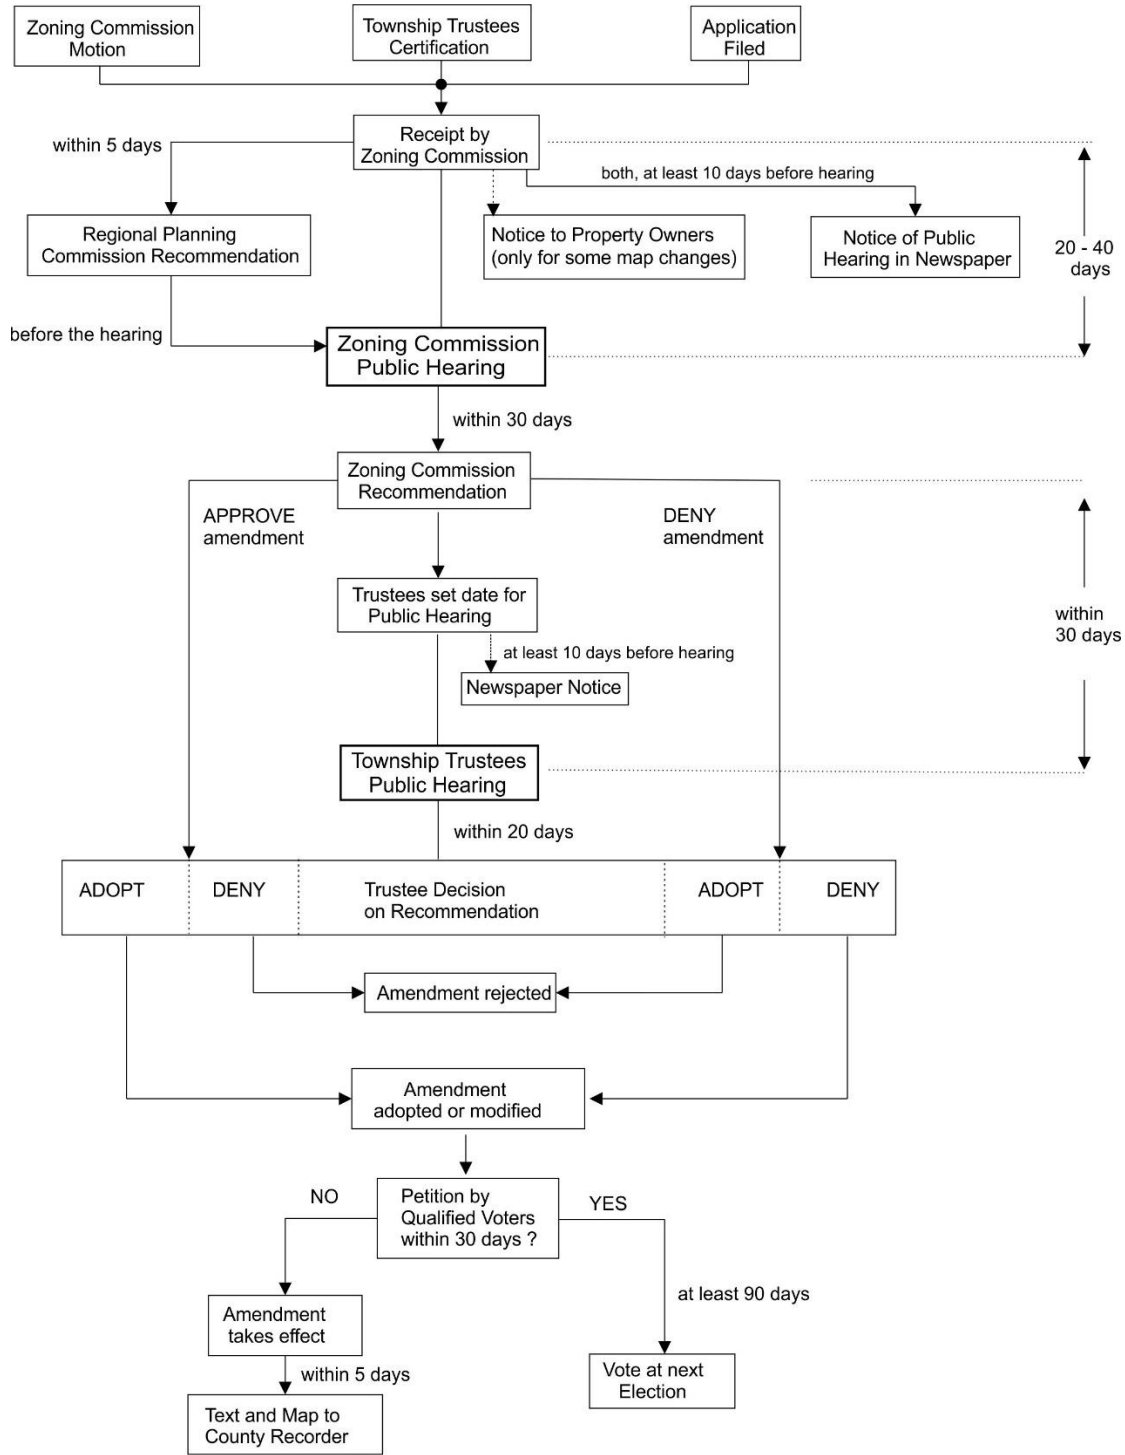 Zoning Commission
Motion
Township Trustees
Certification
Application
Filed
within 5 days
Receipt by
Zoning Commission
both, at least 10 days before hearing
Regional Planning
Commission Recommendation
Notice to Property Owners
(only for some map changes)
Notice of Public
Hearing in Newspaper
20 - 40
days
before the hearing
Zoning Commission
Public Hearing
within 30 days
Zoning Commission
Recommendation
APPROVE
amendment
DENY
amendment
Trustees set date for
Public Hearing
within
30 days
at least 10 days before hearing
Newspaper Notice
Township Trustees
Public Hearing
within 20 days
ADOPT
DENY
Trustee Decision
on Recommendation
ADOPT
DENY
Amendment rejected
Amendment
adopted or modified
NO
Petition by
Qualified Voters
within 30 days ?
YES
at least 90 days
Amendment
takes effect
within 5 days
Vote at next
Election
Text and Map to
County Recorder